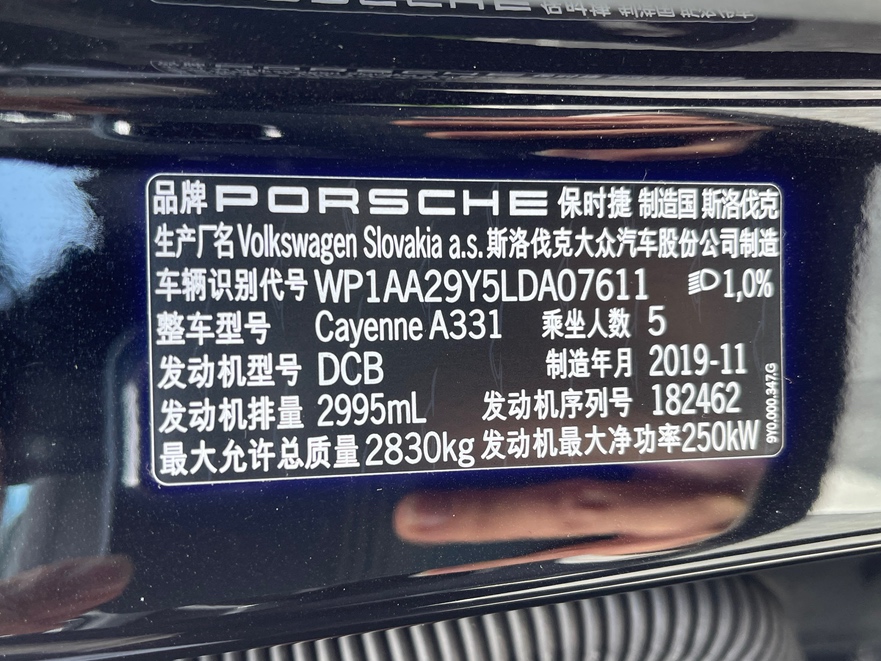 品牌 PORSCHE 保时捷 制造国 斯洛伐克
生产厂名 Volkswagen Slovakia a.s. 斯洛伐克大众汽车股份公司制造
车辆识别代号 WP1AA29Y5LDA07611 1,0%
整车型号 Cayenne A331 乘坐人数 5
发动机型号 DCB 制造年月 2019-11
发动机排量 2995mL 发动机序列号 182462
最大允许总质量 2830kg 发动机最大净功率 250kW
9Y0.000.347.G